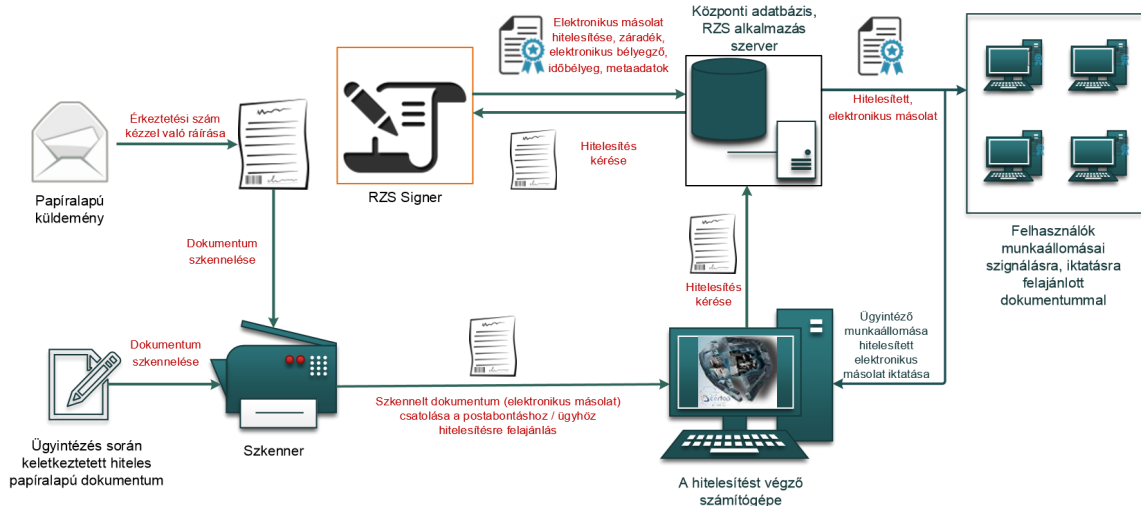 Elektronikus másolat
hitelesítése, záradék,
elektronikus bélyegző,
időbélyeg, metaadatok
Központi adatbázis,
RZS alkalmazás
szerver
Érkeztetési szám
kézzel való ráírása
Hitelesítés
kérése
Hitelesített,
elektronikus másolat
Papíralapú
küldemény
RZS Signer
Felhasználók
munkaállomásai
szignálásra, iktatásra
felajánlott
dokumentummal
Dokumentum
szkennelése
Hitelesítés
kérése
Ügyintéző
munkaállomása
hitelesített
elektronikus
másolat iktatása
Dokumentum
szkennelése
Szkennelt dokumentum (elektronikus másolat)
csatolása a postabontáshoz / ügyhöz
hitelesítésre felajánlás
Ügyintézés során
keletkeztetett hiteles
papíralapú dokumentum
Szkenner
A hitelesítést végző
számítógépe